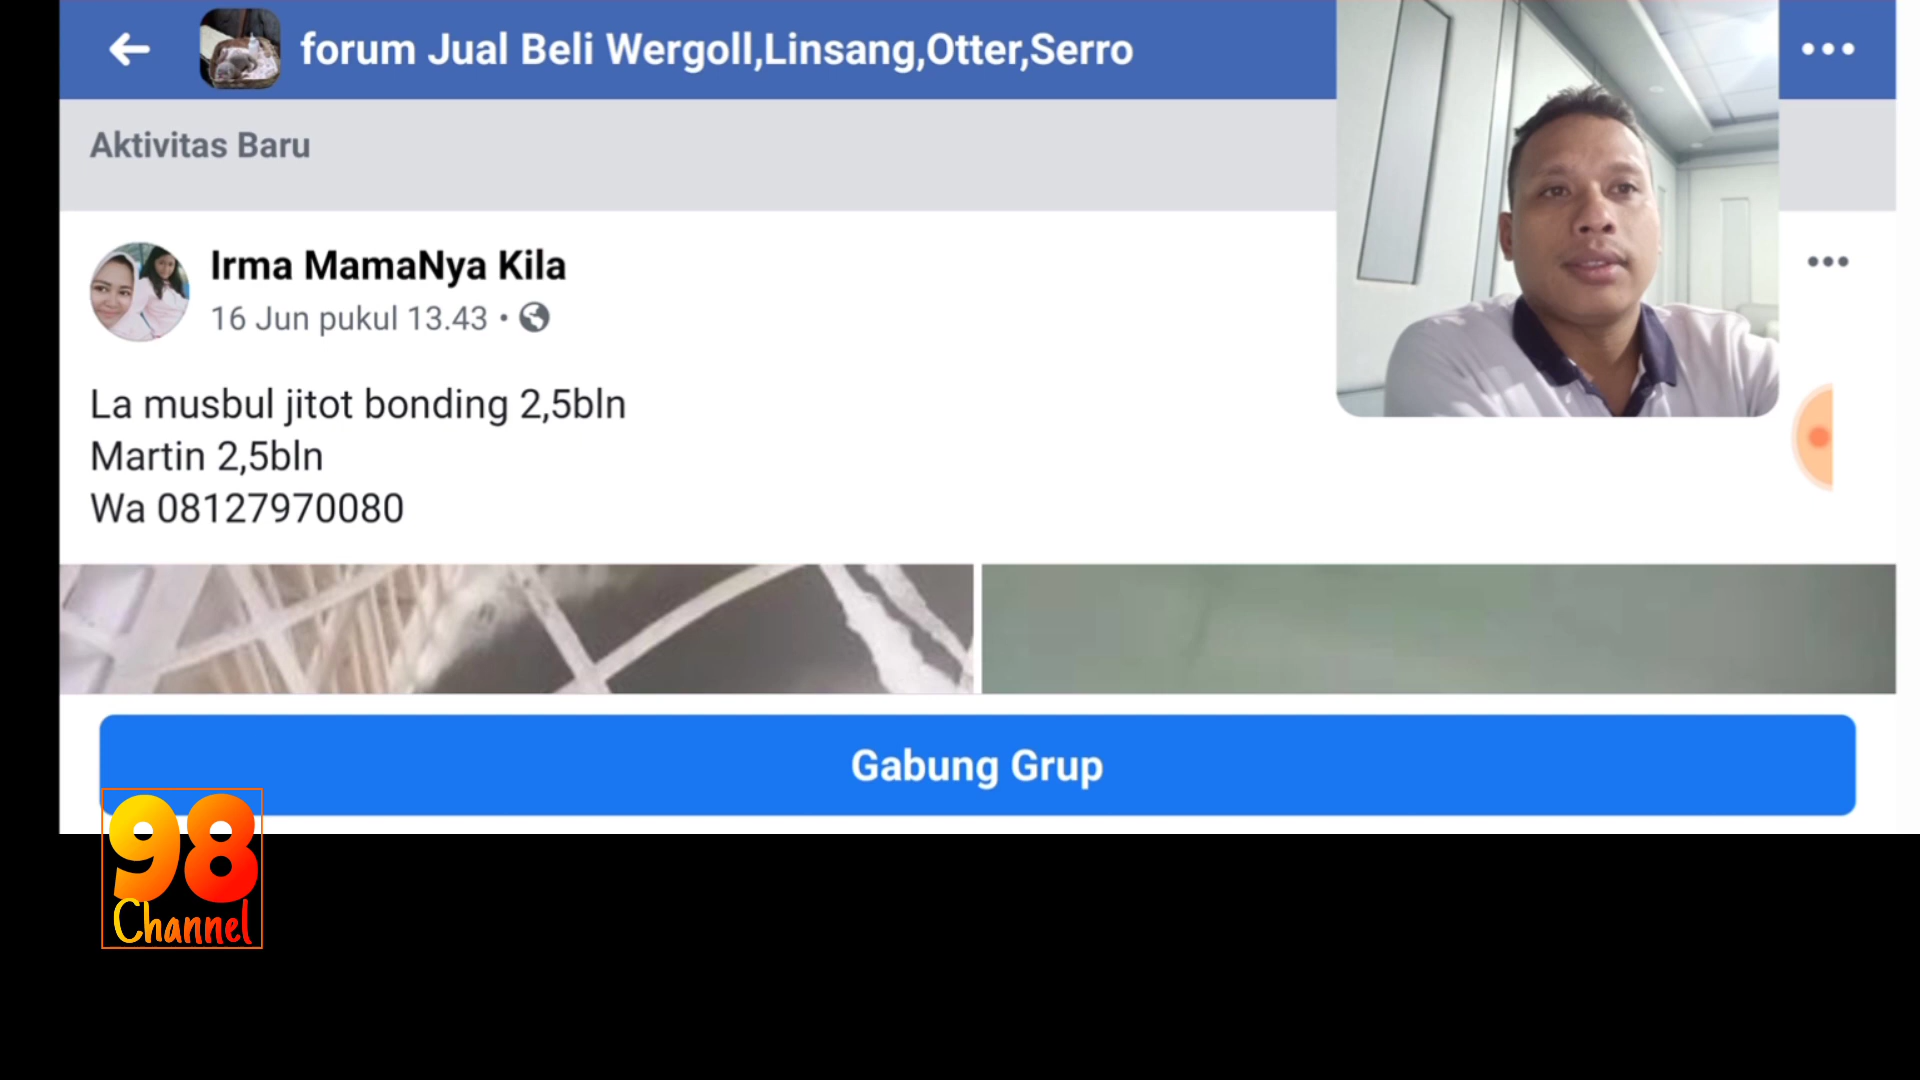 forum Jual Beli Wergoll,Linsang,Otter,Serro
Aktivitas Baru
Irma MamaNya Kila
16 Jun pukul 13.43 •
La musbul jitot bonding 2,5bln
Martin 2,5bln
Wa 08127970080
Gabung Grup
98
Channel